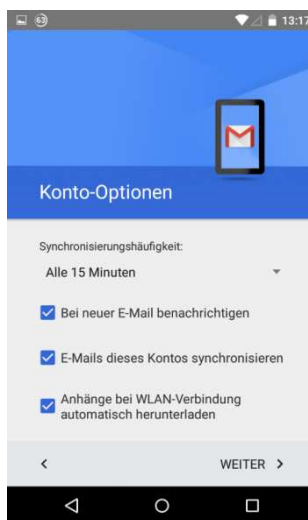 63
13:17
Konto-Optionen
Synchronisierungshäufigkeit:
Alle 15 Minuten
Bei neuer E-Mail benachrichtigen
E-Mails dieses Kontos synchronisieren
Anhänge bei WLAN-Verbindung
automatisch herunterladen
WEITER